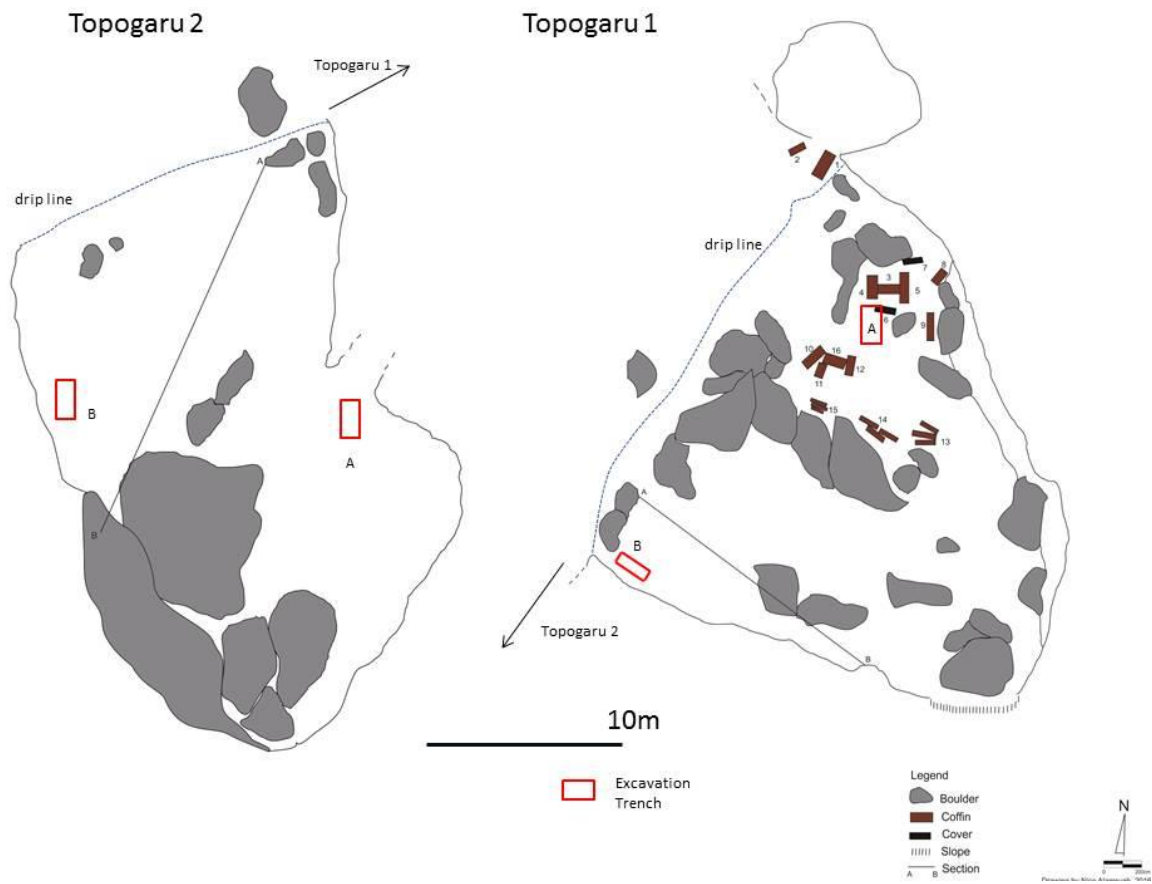 Topogaru 2
Topogaru 1
Topogaru 1
drip line
A
B
B
A
drip line
2
1
7
8
3
4
5
6
9
A
10
16
11
12
15
14
13
A
B
B
Topogaru 2
10m
Excavation
Trench
Legend
Boulder
Coffin
Cover
Slope
Section
A B
N
0